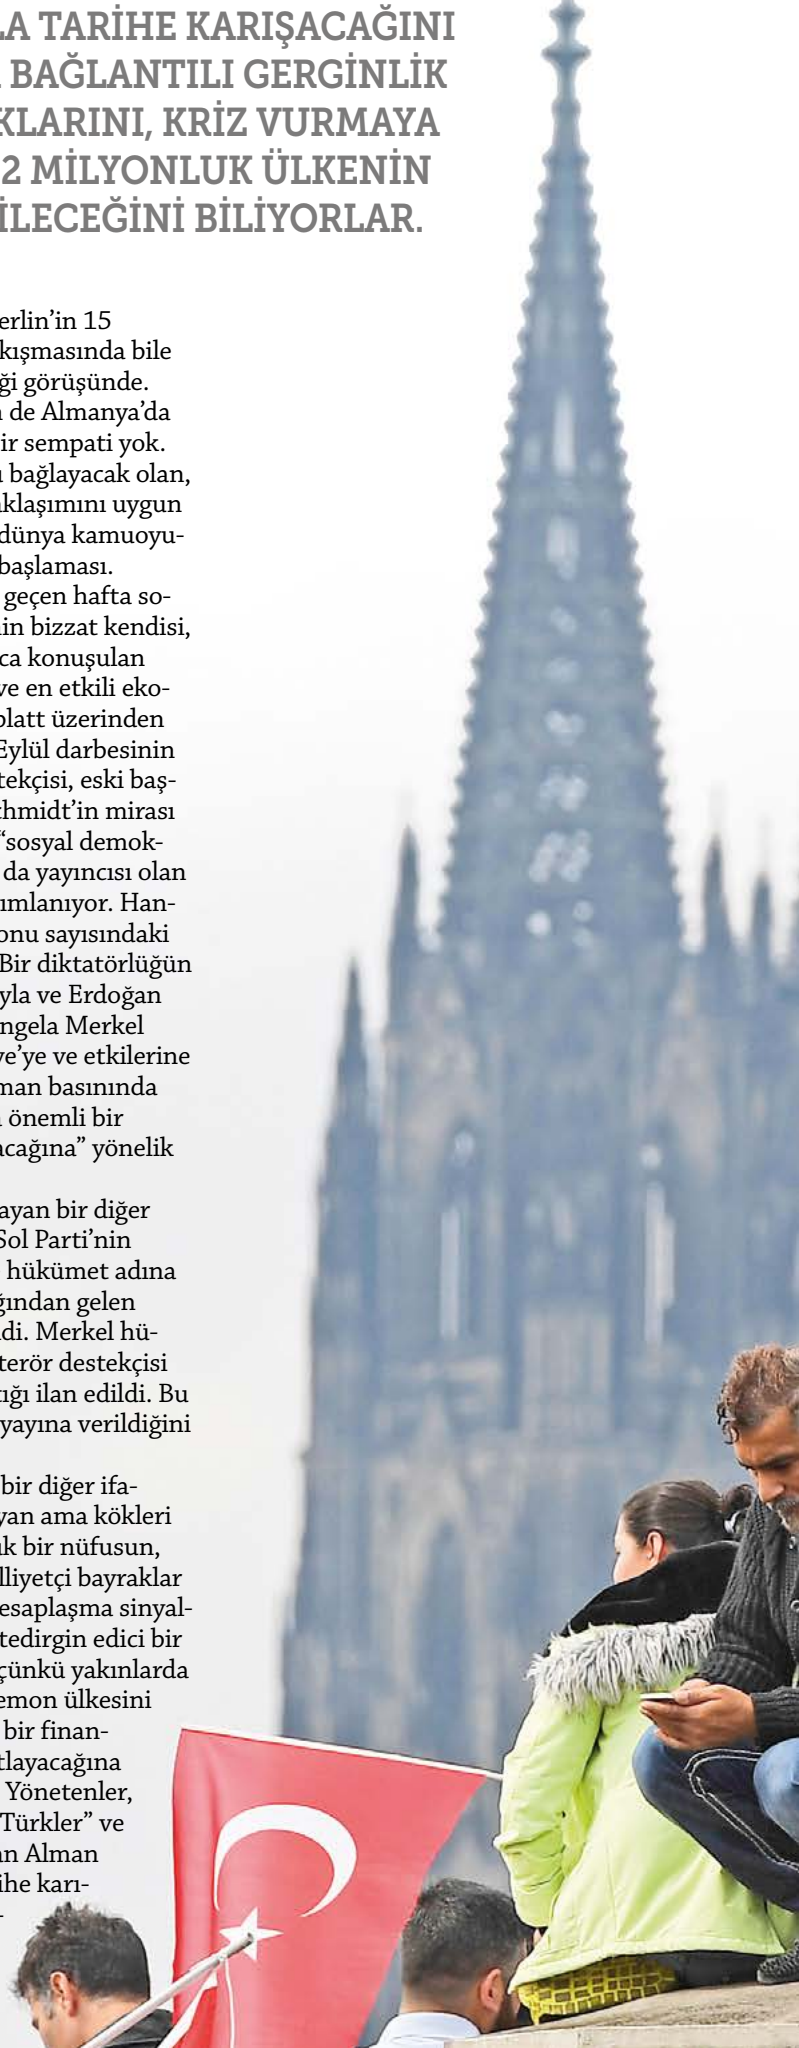 LA TARİHE KARIŞACAĞINI
BAĞLANTILI GERGİNLİK
KLARINI, KRİZ VURMAYA
2 MİLYONLUK ÜLKENİN
İLECEĞİNİ BİLİYORLAR.
erlin’in 15
kışmasında bile
ği görüşünde.
de Almanya’da
ir sempati yok.
bağlayacak olan,
klaşımını uygun
dünya kamuoyu-
başlaması.
geçen hafta so-
in bizzat kendisi,
ca konuşulan
ve en etkili eko-
blatt üzerinden
Eylül darbesinin
tekçisi, eski baş-
chmidt’in mirası
“sosyal demok-
da yayıncısı olan
ımlanıyor. Han-
onu sayısındaki
Bir diktatörlüğün
yla ve Erdoğan
ngela Merkel
ye’ye ve etkilerine
man basınında
önemli bir
acağına” yönelik
ayan bir diğer
Sol Parti’nin
hükümet adına
ğından gelen
di. Merkel hü-
terör destekçisi
tığı ilan edildi. Bu
yayına verildiğini
bir diğer ifa-
yan ama kökleri
ık bir nüfusun,
lliyetçi bayraklar
esaplaşma sinyal-
tedirgin edici bir
çünkü yakınlarda
emon ülkesini
bir finan-
tlayacağına
Yönetenler,
Türkler” ve
an Alman
ihe karı-
-